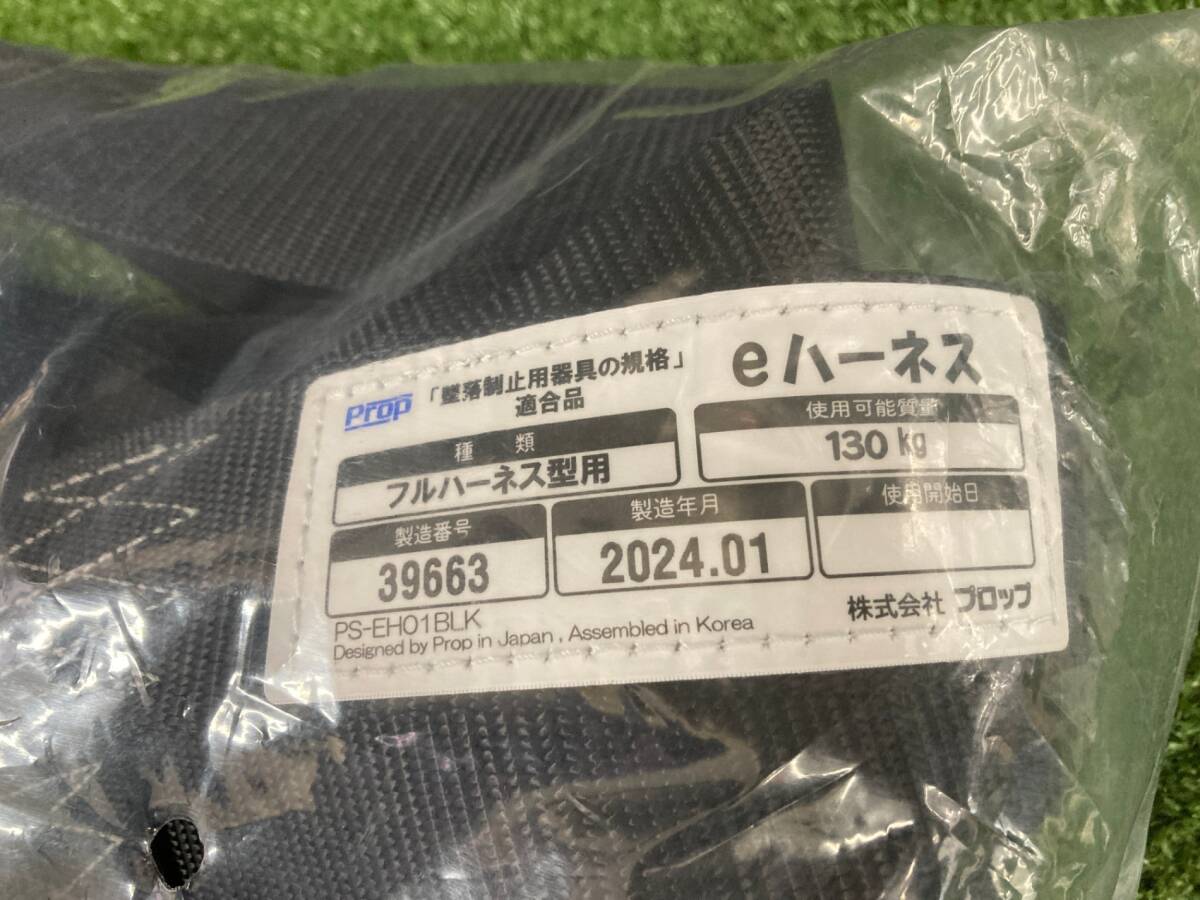 Prop 「墜落制止用器具の規格」 eハーネス
適合品
種 類 使用可能質量
フルハーネス型用 130 kg
製造番号 製造年月 使用開始日
39663 2024.01
PS-EH01BLK 株式会社 プロップ
Designed by Prop in Japan , Assembled in Korea